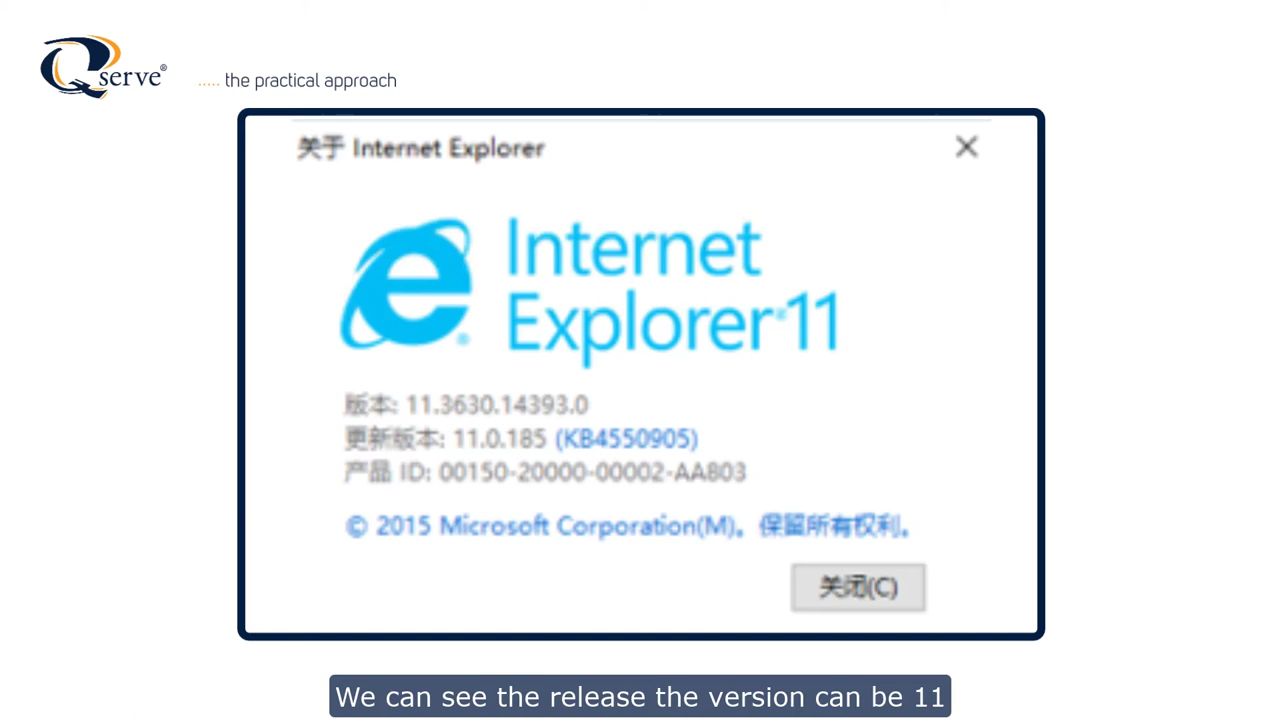 Qserve®
..... the practical approach
关于 Internet Explorer
Internet
Explorer®11
版本: 11.3630.14393.0
更新版本: 11.0.185 (KB4550905)
产品 ID: 00150-20000-00002-AA803
© 2015 Microsoft Corporation(M)。保留所有权利。
关闭(C)
We can see the release the version can be 11